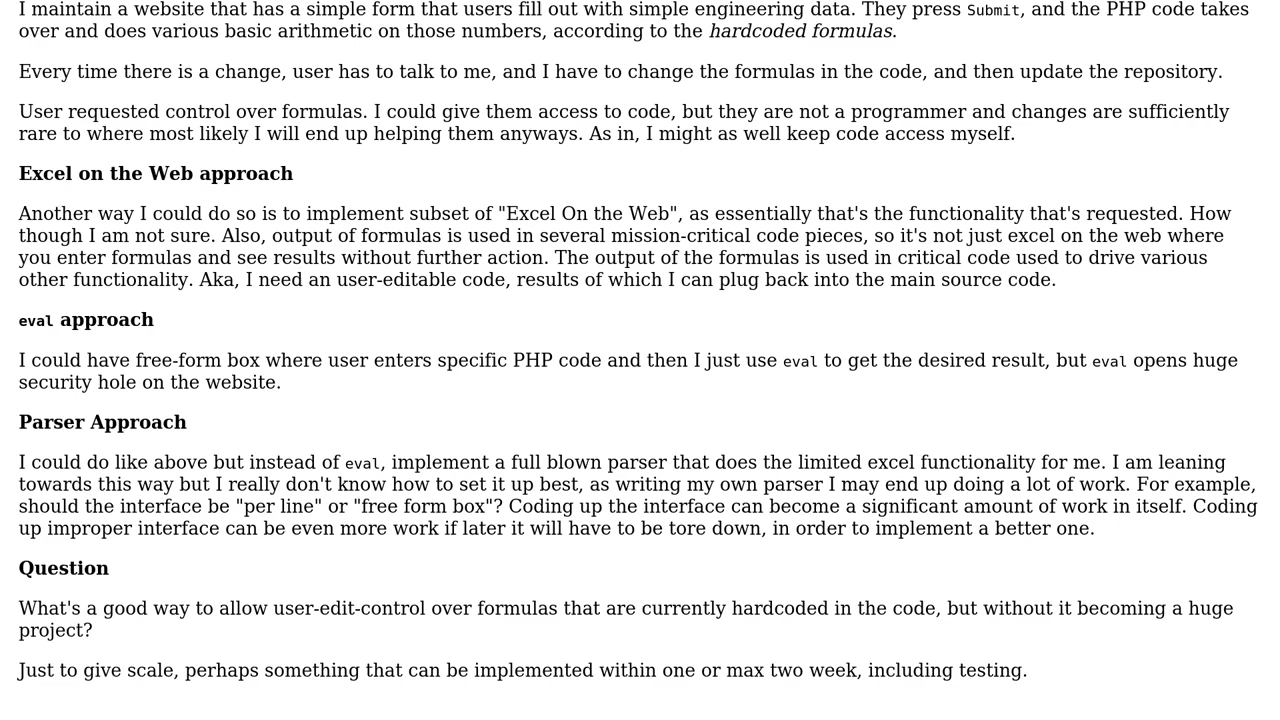 I maintain a website that has a simple form that users fill out with simple engineering data. They press Submit, and the PHP code takes
over and does various basic arithmetic on those numbers, according to the hardcoded formulas.
Every time there is a change, user has to talk to me, and I have to change the formulas in the code, and then update the repository.
User requested control over formulas. I could give them access to code, but they are not a programmer and changes are sufficiently
rare to where most likely I will end up helping them anyways. As in, I might as well keep code access myself.
Excel on the Web approach
Another way I could do so is to implement subset of "Excel On the Web", as essentially that's the functionality that's requested. How
though I am not sure. Also, output of formulas is used in several mission-critical code pieces, so it's not just excel on the web where
you enter formulas and see results without further action. The output of the formulas is used in critical code used to drive various
other functionality. Aka, I need an user-editable code, results of which I can plug back into the main source code.
eval approach
I could have free-form box where user enters specific PHP code and then I just use eval to get the desired result, but eval opens huge
security hole on the website.
Parser Approach
I could do like above but instead of eval, implement a full blown parser that does the limited excel functionality for me. I am leaning
towards this way but I really don't know how to set it up best, as writing my own parser I may end up doing a lot of work. For example,
should the interface be "per line" or "free form box"? Coding up the interface can become a significant amount of work in itself. Coding
up improper interface can be even more work if later it will have to be tore down, in order to implement a better one.
Question
What's a good way to allow user-edit-control over formulas that are currently hardcoded in the code, but without it becoming a huge
project?
Just to give scale, perhaps something that can be implemented within one or max two week, including testing.